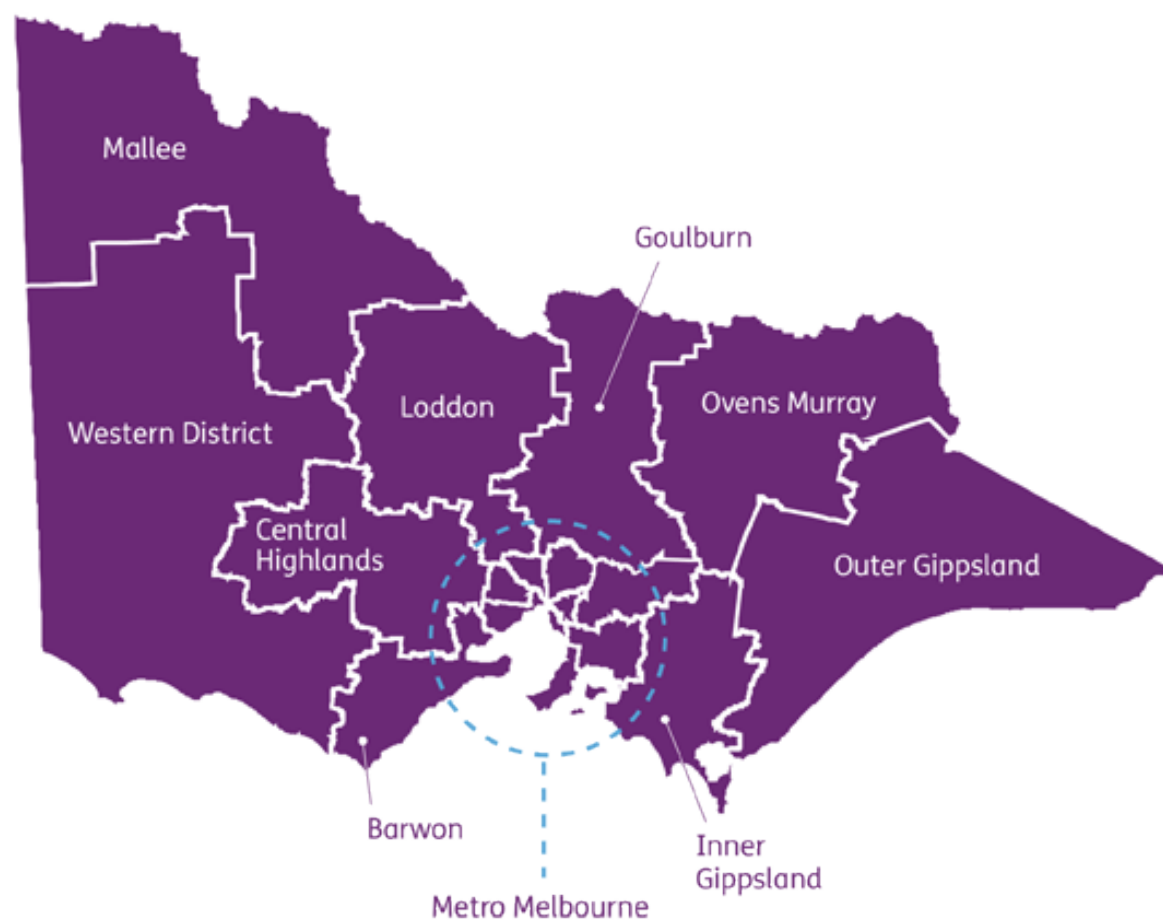 Mallee
Goulburn
Loddon
Ovens Murray
Western District
Central
Highlands
Outer Gippsland
Barwon
Inner
Gippsland
Metro Melbourne